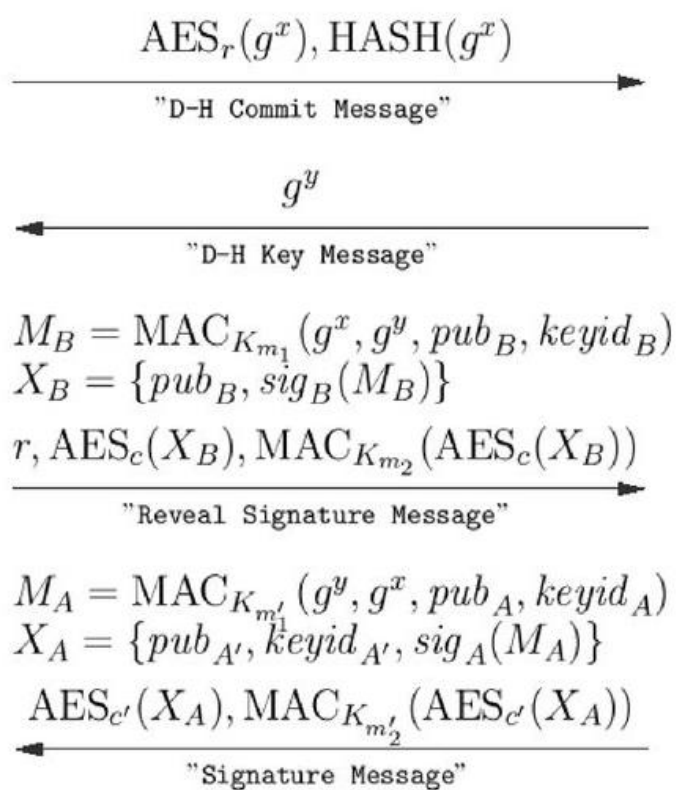 AES_r(g^x), HASH(g^x)
"D-H Commit Message"
g^y
"D-H Key Message"
M_B = MAC_{K_{m_1}}(g^x, g^y, pub_B, keyid_B)
X_B = {pub_B, sig_B(M_B)}
r, AES_c(X_B), MAC_{K_{m_2}}(AES_c(X_B))
"Reveal Signature Message"
M_A = MAC_{K_{m'_1}}(g^y, g^x, pub_A, keyid_A)
X_A = {pub_{A'}, keyid_{A'}, sig_A(M_A)}
AES_{c'}(X_A), MAC_{K_{m'_2}}(AES_{c'}(X_A))
"Signature Message"